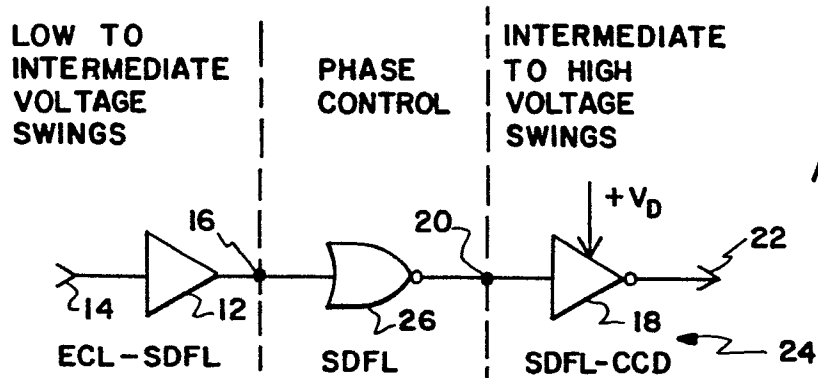 LOW TO
INTERMEDIATE
VOLTAGE
SWINGS
PHASE
CONTROL
INTERMEDIATE
TO HIGH
VOLTAGE
SWINGS
+VD
16
20
22
14
12
26
18
24
ECL-SDFL
SDFL
SDFL-CCD